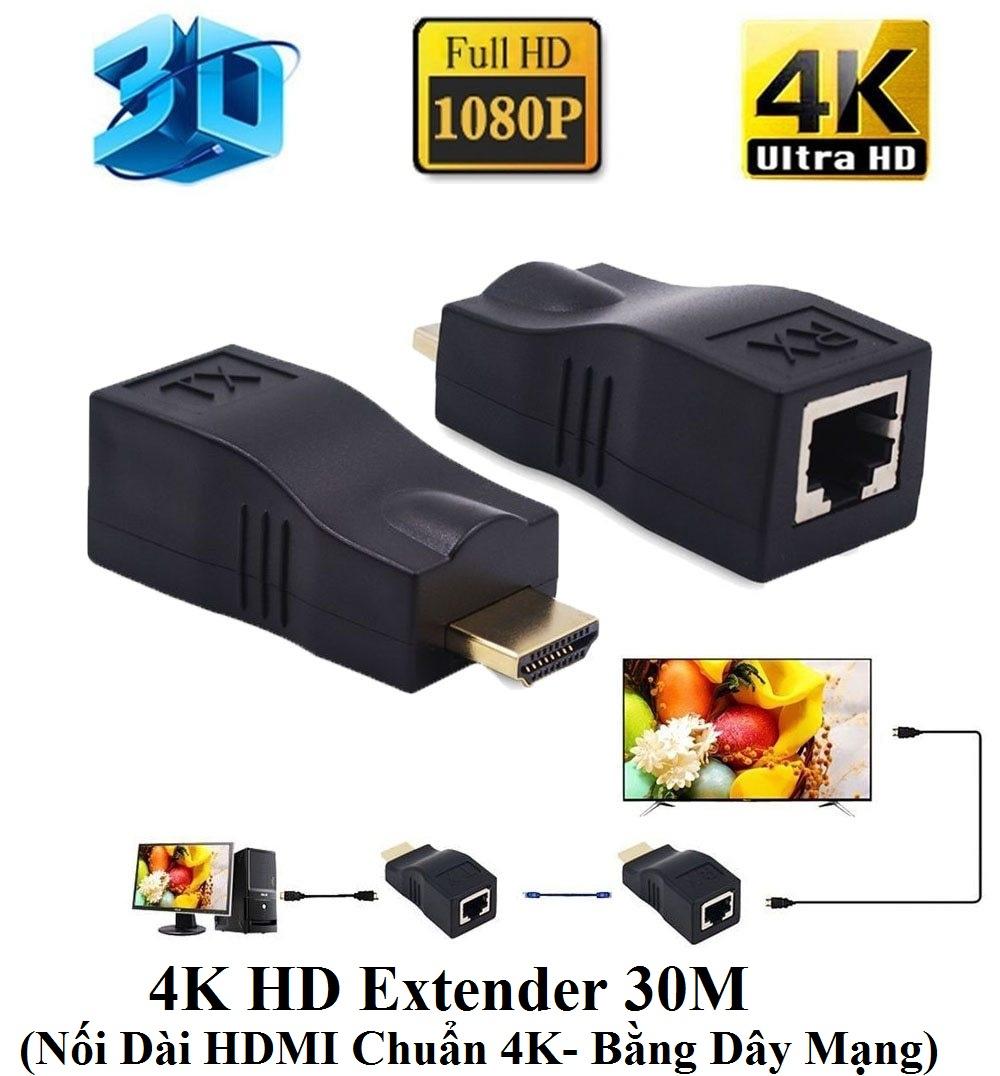 3D
Full HD
1080P
4K
Ultra HD
TX
RX
4K HD Extender 30M
(Nối Dài HDMI Chuẩn 4K- Bằng Dây Mạng)